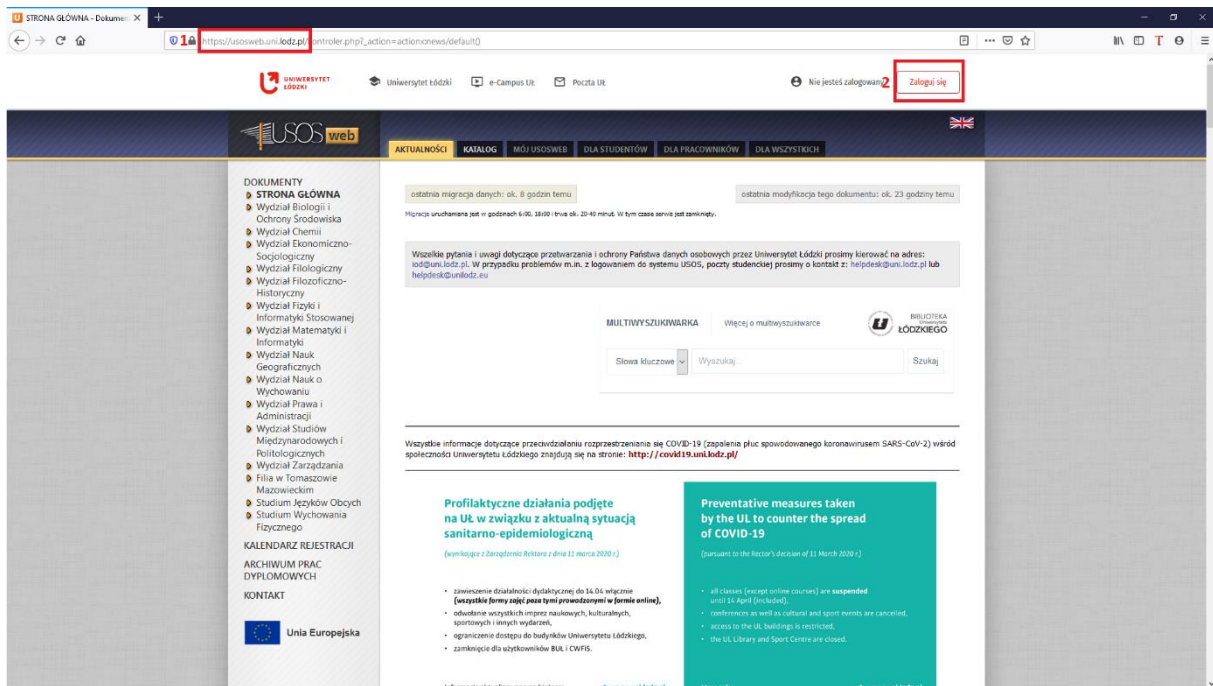 STRONA GŁÓWNA - Dokumen
1
https://usosweb.uni.lodz.pl/kontroler.php?_action=actionx:news/default()
UNIWERSYTET
ŁÓDZKI
Uniwersytet Łódzki
e-Campus UŁ
Poczta UŁ
Nie jesteś zalogowany
2
Zaloguj się
USOS web
AKTUALNOŚCI
KATALOG
MÓJ USOSWEB
DLA STUDENTÓW
DLA PRACOWNIKÓW
DLA WSZYSTKICH
DOKUMENTY
STRONA GŁÓWNA
Wydział Biologii i
Ochrony Środowiska
Wydział Chemii
Wydział Ekonomiczno-
Socjologiczny
Wydział Filologiczny
Wydział Filozoficzno-
Historyczny
Wydział Fizyki i
Informatyki Stosowanej
Wydział Matematyki i
Informatyki
Wydział Nauk
Geograficznych
Wydział Nauk o
Wychowaniu
Wydział Prawa i
Administracji
Wydział Studiów
Międzynarodowych i
Politologicznych
Wydział Zarządzania
Filia w Tomaszowie
Mazowieckim
Studium Języków Obcych
Studium Wychowania
Fizycznego
KALENDARZ REJESTRACJI
ARCHIWUM PRAC
DYPLOMOWYCH
KONTAKT
Unia Europejska
ostatnia migracja danych: ok. 8 godzin temu
ostatnia modyfikacja tego dokumentu: ok. 23 godziny temu
Migracja uruchamiana jest w godzinach 6:00, 18:00 i trwa ok. 20-40 minut. W tym czasie serwis jest zamknięty.
Wszelkie pytania i uwagi dotyczące przetwarzania i ochrony Państwa danych osobowych przez Uniwersytet Łódzki prosimy kierować na adres:
iod@uni.lodz.pl. W przypadku problemów m.in. z logowaniem do systemu USOS, poczty studenckiej prosimy o kontakt z: helpdesk@uni.lodz.pl lub
helpdesk@unilodz.eu
MULTIWYSZUKIWARKA
Więcej o multiwyszukiwarce
BIBLIOTEKA
Uniwersytetu
ŁÓDZKIEGO
Słowa kluczowe
Wyszukaj...
Szukaj
Wszystkie informacje dotyczące przeciwdziałaniu rozprzestrzeniania się COVID-19 (zapalenia płuc spowodowanego koronawirusem SARS-CoV-2) wśród
społeczności Uniwersytetu Łódzkiego znajdują się na stronie: http://covid19.uni.lodz.pl/
Profilaktyczne działania podjęte
na UŁ w związku z aktualną sytuacją
sanitarno-epidemiologiczną
(wynikające z Zarządzenia Rektora z dnia 11 marca 2020 r.)
zawieszenie działalności dydaktycznej do 14.04 włącznie
(wszystkie formy zajęć poza tymi prowadzonymi w formie online),
odwołanie wszystkich imprez naukowych, kulturalnych,
sportowych i innych wydarzeń,
ograniczenie dostępu do budynków Uniwersytetu Łódzkiego,
zamknięcie dla użytkowników BUŁ i CWFiS.
Preventative measures taken
by the UL to counter the spread
of COVID-19
(pursuant to the Rector's decision of 11 March 2020 r.)
all classes (except online courses) are suspended
until 14 April (included),
conferences as well as cultural and sport events are cancelled,
access to the UL buildings is restricted,
the UL Library and Sport Centre are closed.